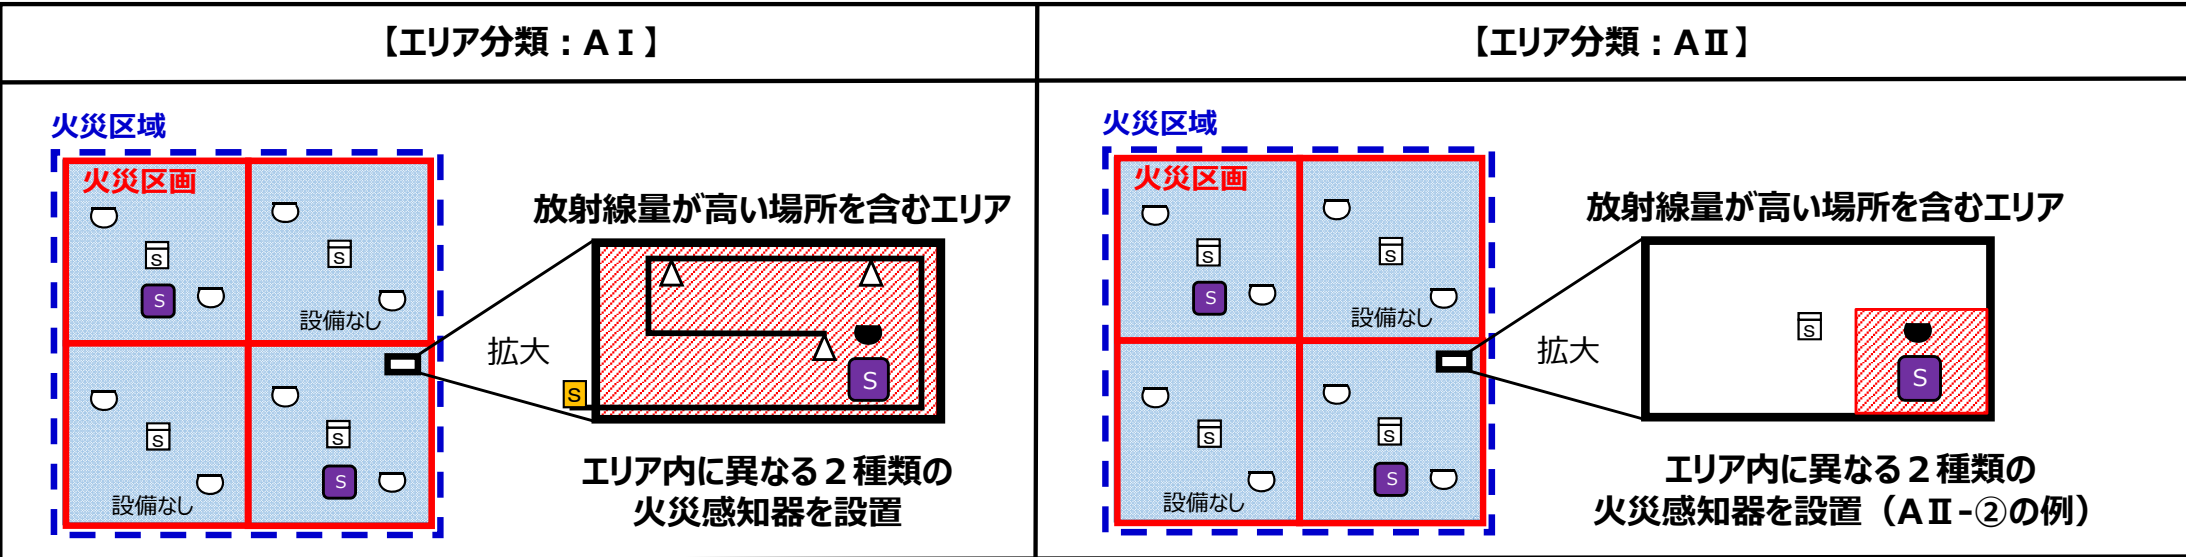 【エリア分類：AⅠ】
【エリア分類：AⅡ】
火災区域
火災区画
S
S
S
設備なし
S
設備なし
S
S
放射線量が高い場所を含むエリア
拡大
S
S
エリア内に異なる２種類の
火災感知器を設置
火災区域
火災区画
S
S
S
設備なし
S
設備なし
S
S
放射線量が高い場所を含むエリア
拡大
S
S
エリア内に異なる２種類の
火災感知器を設置（AⅡ-②の例）